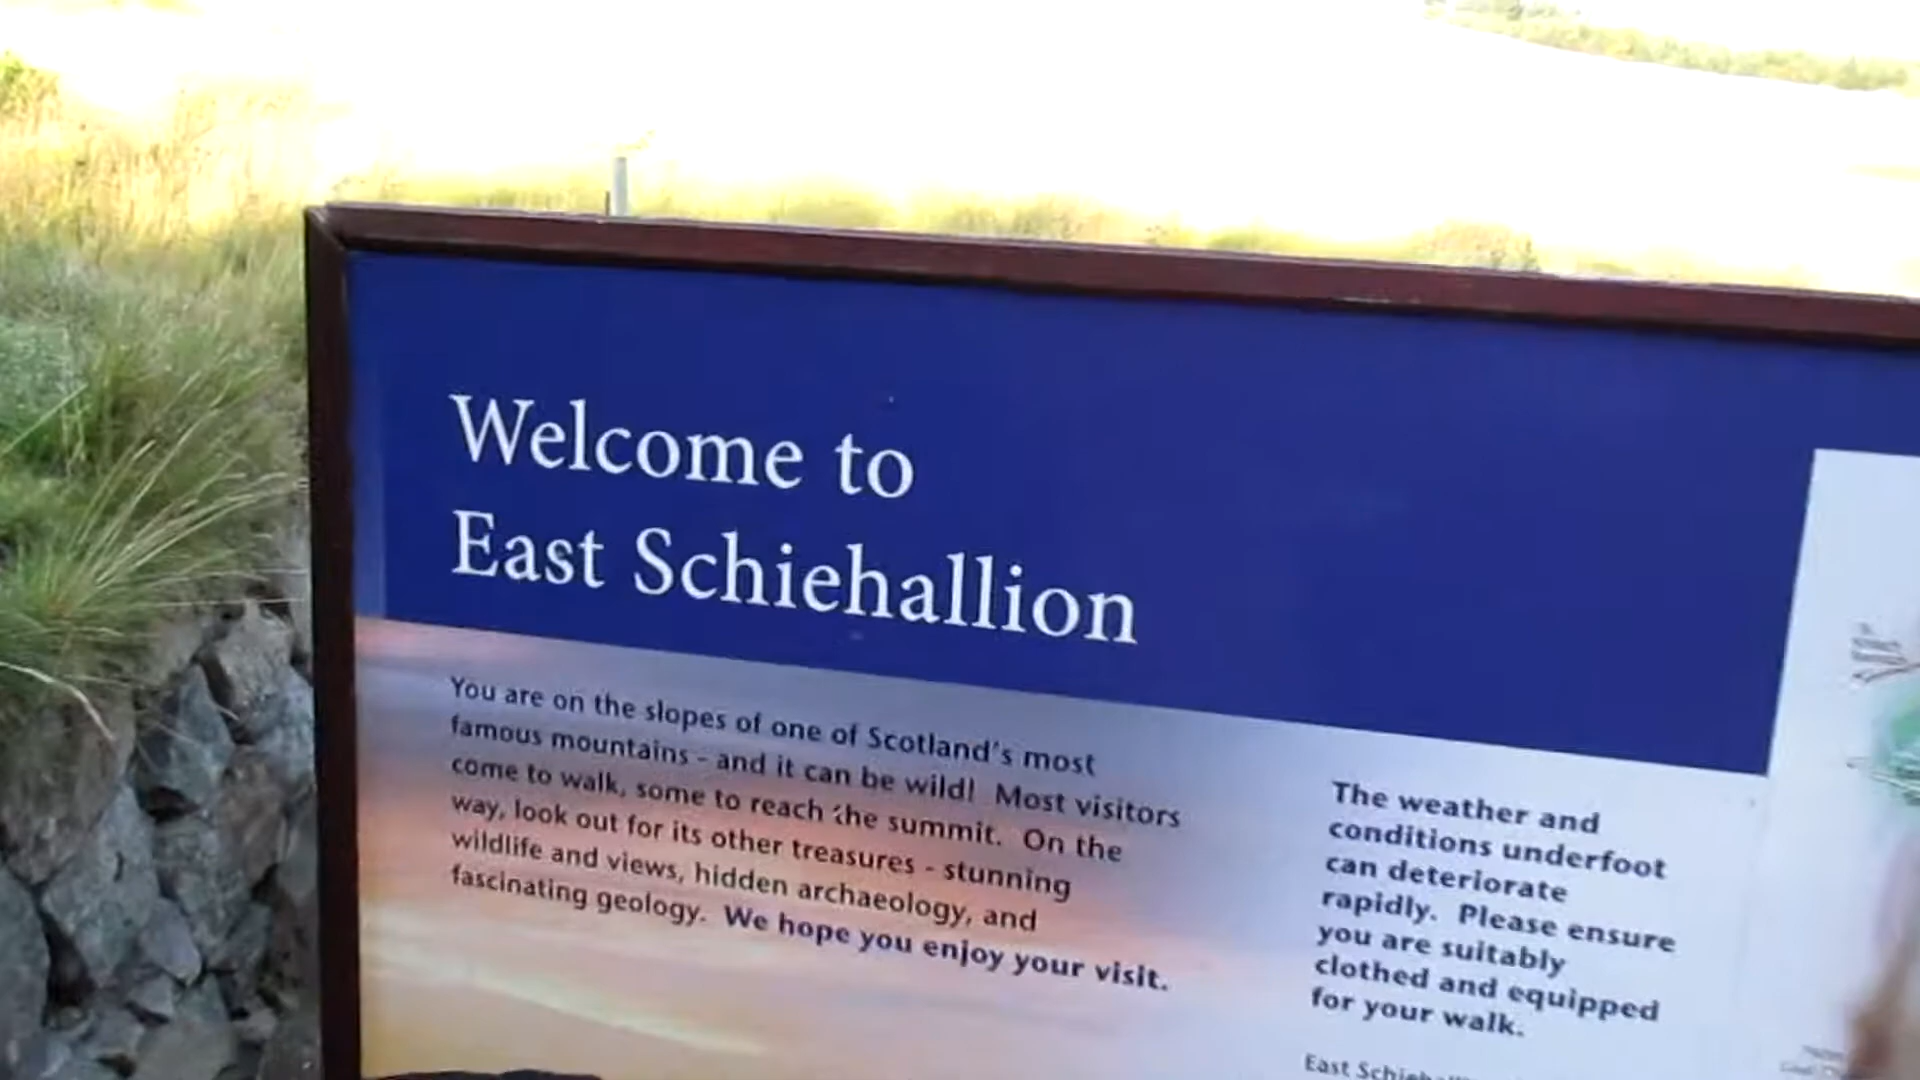 Welcome to
East Schiehallion
You are on the slopes of one of Scotland's most
famous mountains - and it can be wild! Most visitors
come to walk, some to reach the summit. On the
way, look out for its other treasures - stunning
wildlife and views, hidden archaeology, and
fascinating geology. We hope you enjoy your visit.
The weather and
conditions underfoot
can deteriorate
rapidly. Please ensure
you are suitably
clothed and equipped
for your walk.
East